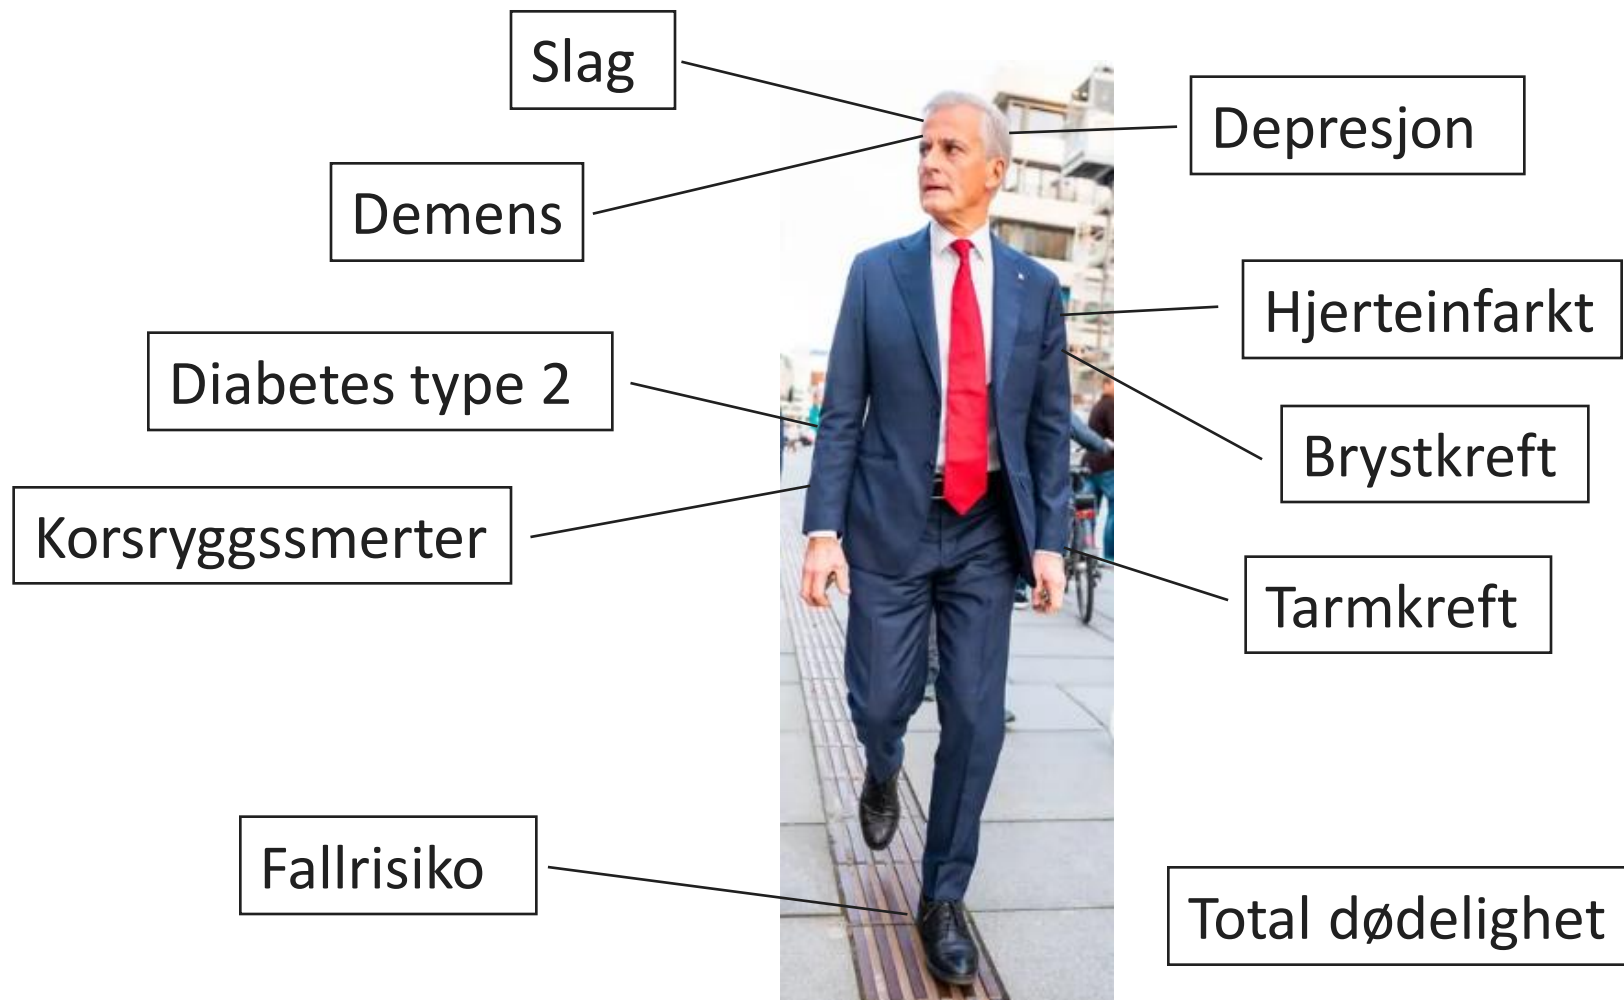 Slag
Depresjon
Demens
Hjerteinfarkt
Diabetes type 2
Brystkreft
Korsryggssmerter
Tarmkreft
Fallrisiko
Total dødelighet